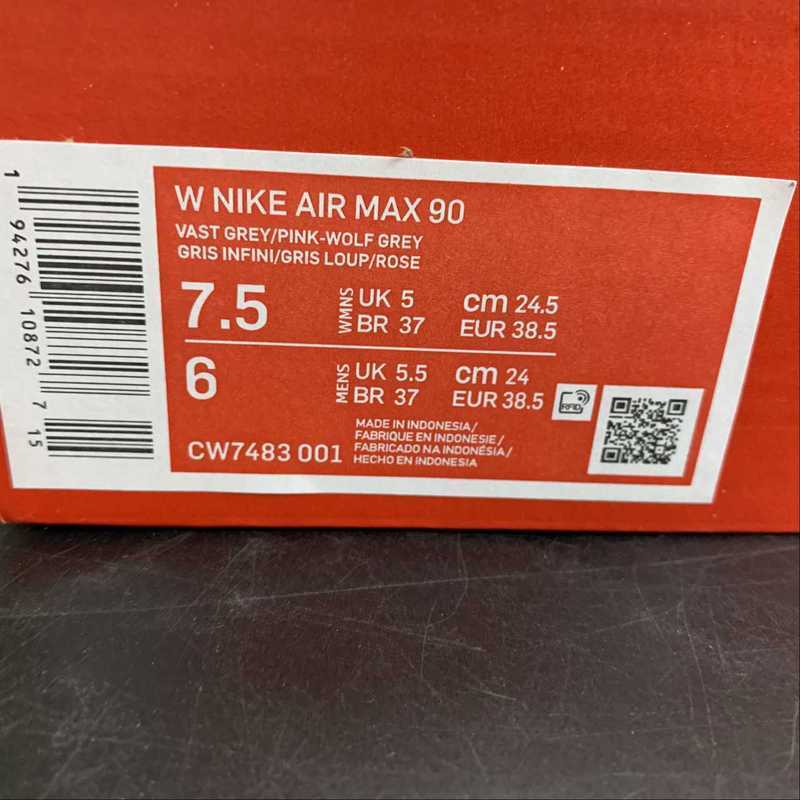 W NIKE AIR MAX 90
VAST GREY/PINK-WOLF GREY
GRIS INFINI/GRIS LOUP/ROSE
7.5 WMNS UK 5 cm 24.5
BR 37 EUR 38.5
6 MENS UK 5.5 cm 24
BR 37 EUR 38.5
RFID
CW7483 001
MADE IN INDONESIA/
FABRIQUE EN INDONESIE/
FABRICADO NA INDONÉSIA/
HECHO EN INDONESIA
1 94276 10872 7 15